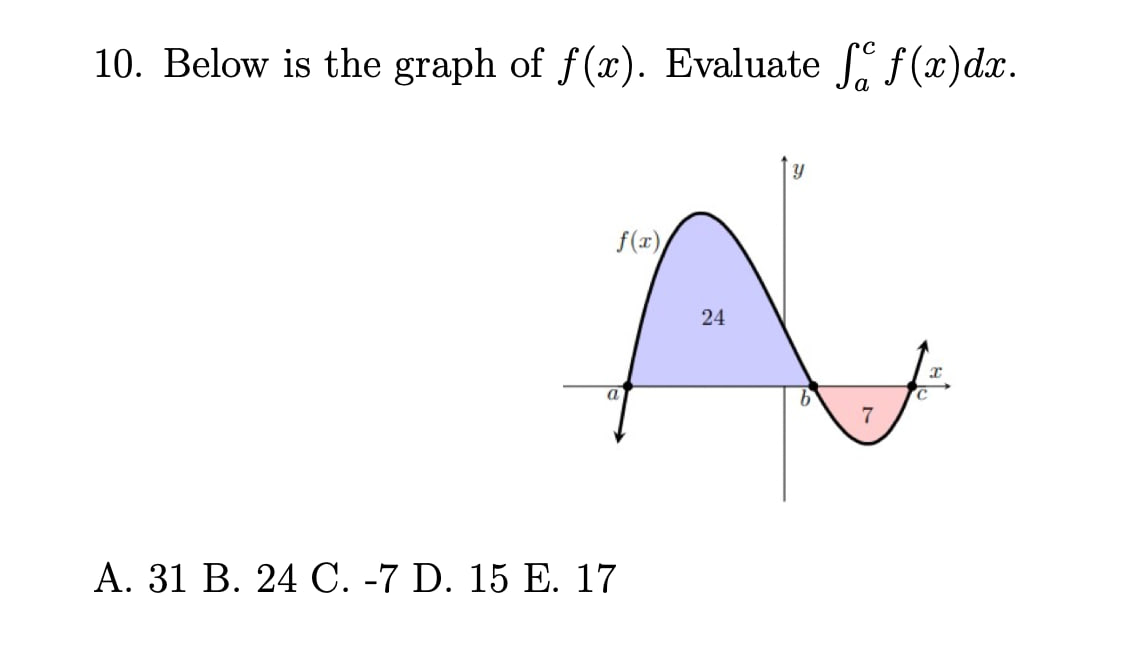 10. Below is the graph of f(x). Evaluate ∫ₐᶜ f(x)dx.
y
f(x)
24
x
a
b
c
7
A. 31 B. 24 C. -7 D. 15 E. 17